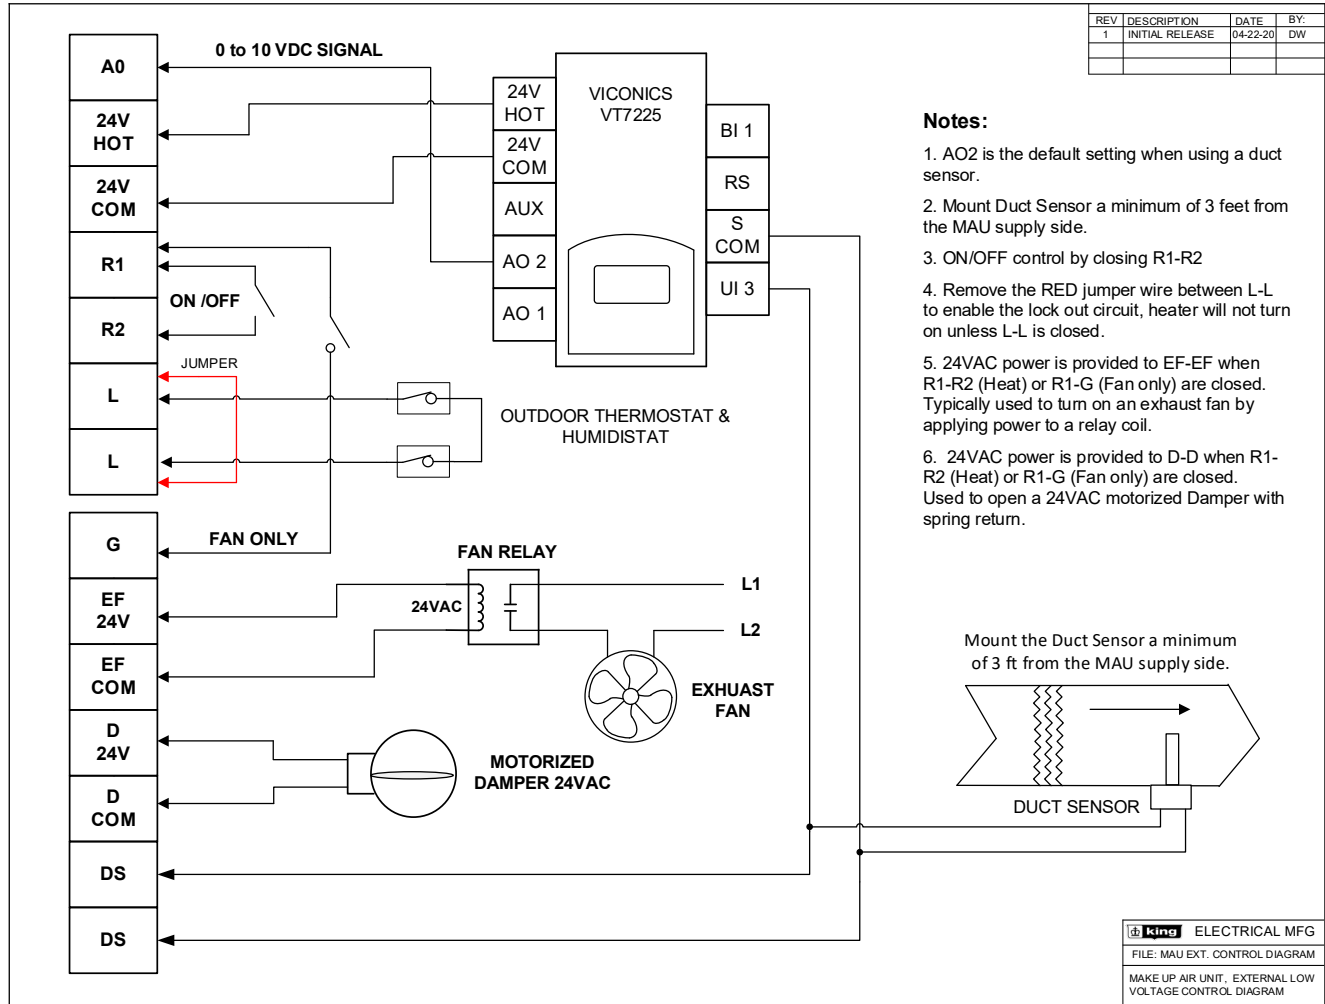 REV DESCRIPTION DATE BY:
1 INITIAL RELEASE 04-22-20 DW
0 to 10 VDC SIGNAL
A0
24V
HOT
24V
COM
R1
R2
L
L
ON /OFF
JUMPER
24V
HOT
24V
COM
AUX
AO 2
AO 1
VICONICS
VT7225
BI 1
RS
S
COM
UI 3
OUTDOOR THERMOSTAT &
HUMIDISTAT
Notes:
1. AO2 is the default setting when using a duct
sensor.
2. Mount Duct Sensor a minimum of 3 feet from
the MAU supply side.
3. ON/OFF control by closing R1-R2
4. Remove the RED jumper wire between L-L
to enable the lock out circuit, heater will not turn
on unless L-L is closed.
5. 24VAC power is provided to EF-EF when
R1-R2 (Heat) or R1-G (Fan only) are closed.
Typically used to turn on an exhaust fan by
applying power to a relay coil.
6. 24VAC power is provided to D-D when R1-
R2 (Heat) or R1-G (Fan only) are closed.
Used to open a 24VAC motorized Damper with
spring return.
G
EF
24V
EF
COM
D
24V
D
COM
DS
DS
FAN ONLY
FAN RELAY
24VAC
L1
L2
EXHUAST
FAN
MOTORIZED
DAMPER 24VAC
Mount the Duct Sensor a minimum
of 3 ft from the MAU supply side.
DUCT SENSOR
king ELECTRICAL MFG
FILE: MAU EXT. CONTROL DIAGRAM
MAKE UP AIR UNIT, EXTERNAL LOW
VOLTAGE CONTROL DIAGRAM